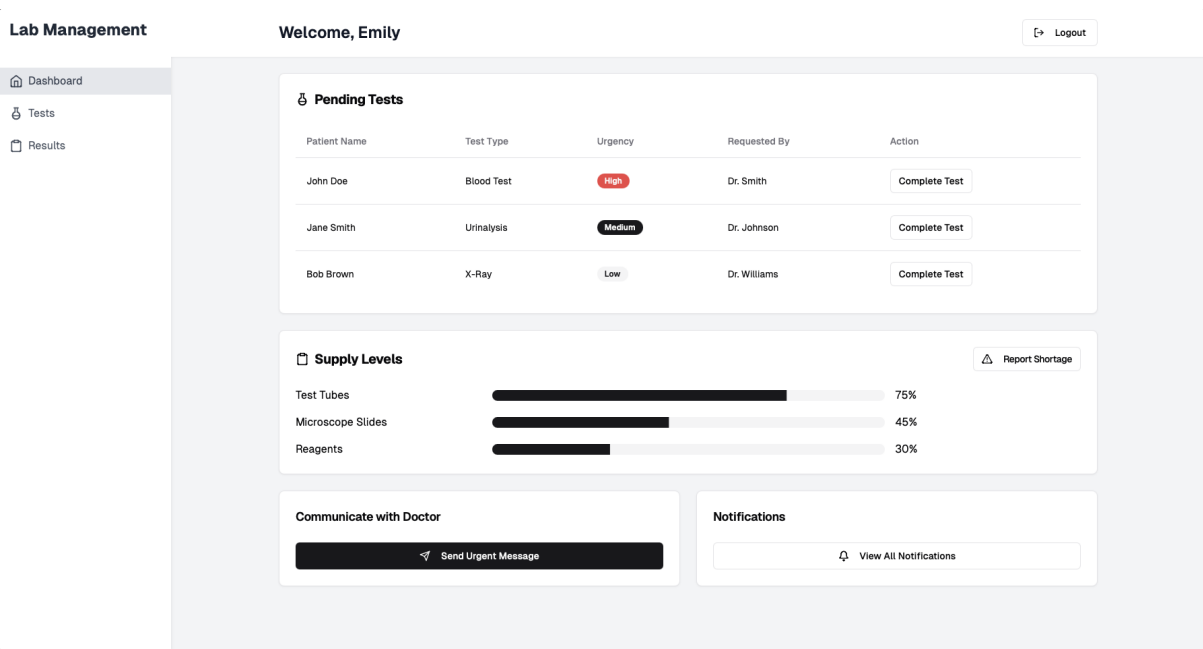 Lab Management
Welcome, Emily
Logout
Dashboard
Tests
Results
Pending Tests
Patient Name Test Type Urgency Requested By Action
John Doe Blood Test High Dr. Smith Complete Test
Jane Smith Urinalysis Medium Dr. Johnson Complete Test
Bob Brown X-Ray Low Dr. Williams Complete Test
Supply Levels
Report Shortage
Test Tubes 75%
Microscope Slides 45%
Reagents 30%
Communicate with Doctor
Send Urgent Message
Notifications
View All Notifications